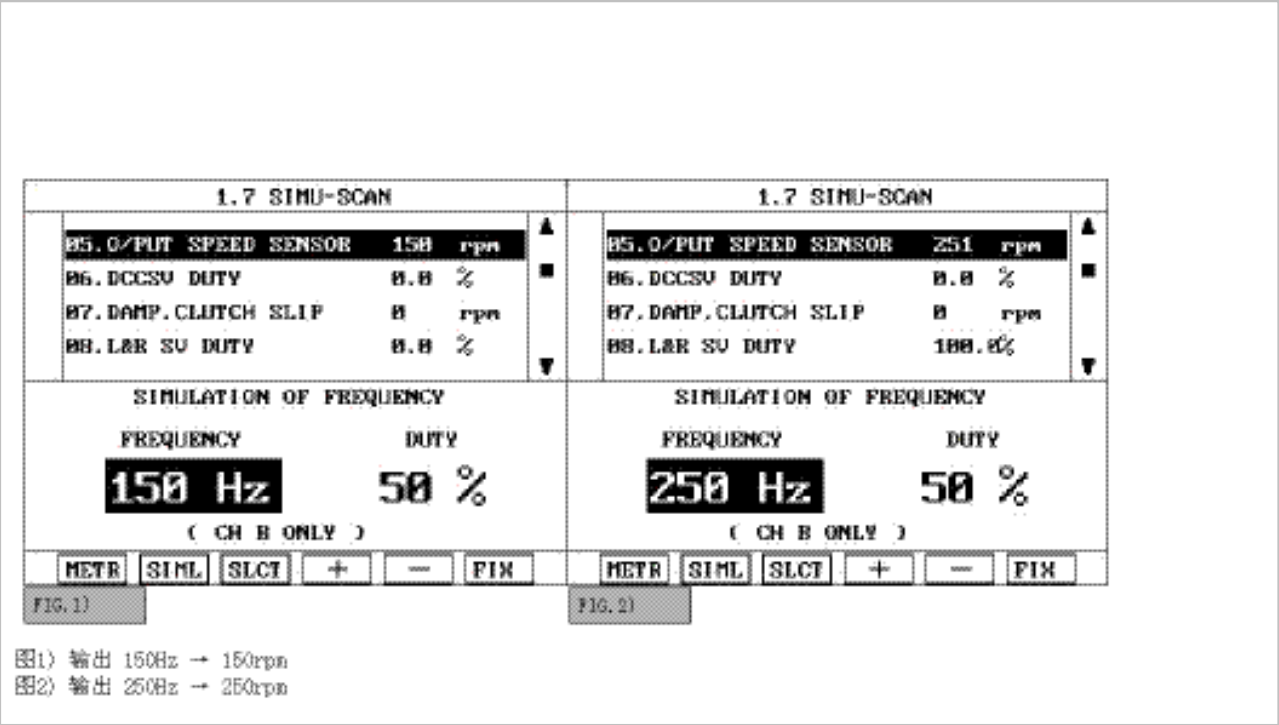 1.7 SIMU-SCAN
05.O/PUT SPEED SENSOR 150 rpm
06.DCCSV DUTY 0.0 %
07.DAMP.CLUTCH SLIP 0 rpm
08.L&R SV DUTY 0.0 %
SIMULATION OF FREQUENCY
FREQUENCY DUTY
150 Hz 50 %
( CH B ONLY )
METR SIML SLCT + - FIX
FIG.1)
1.7 SIMU-SCAN
05.O/PUT SPEED SENSOR 251 rpm
06.DCCSV DUTY 0.0 %
07.DAMP.CLUTCH SLIP 0 rpm
08.L&R SV DUTY 100.0%
SIMULATION OF FREQUENCY
FREQUENCY DUTY
250 Hz 50 %
( CH B ONLY )
METR SIML SLCT + - FIX
FIG.2)
图1) 输出 150Hz → 150rpm
图2) 输出 250Hz → 250rpm